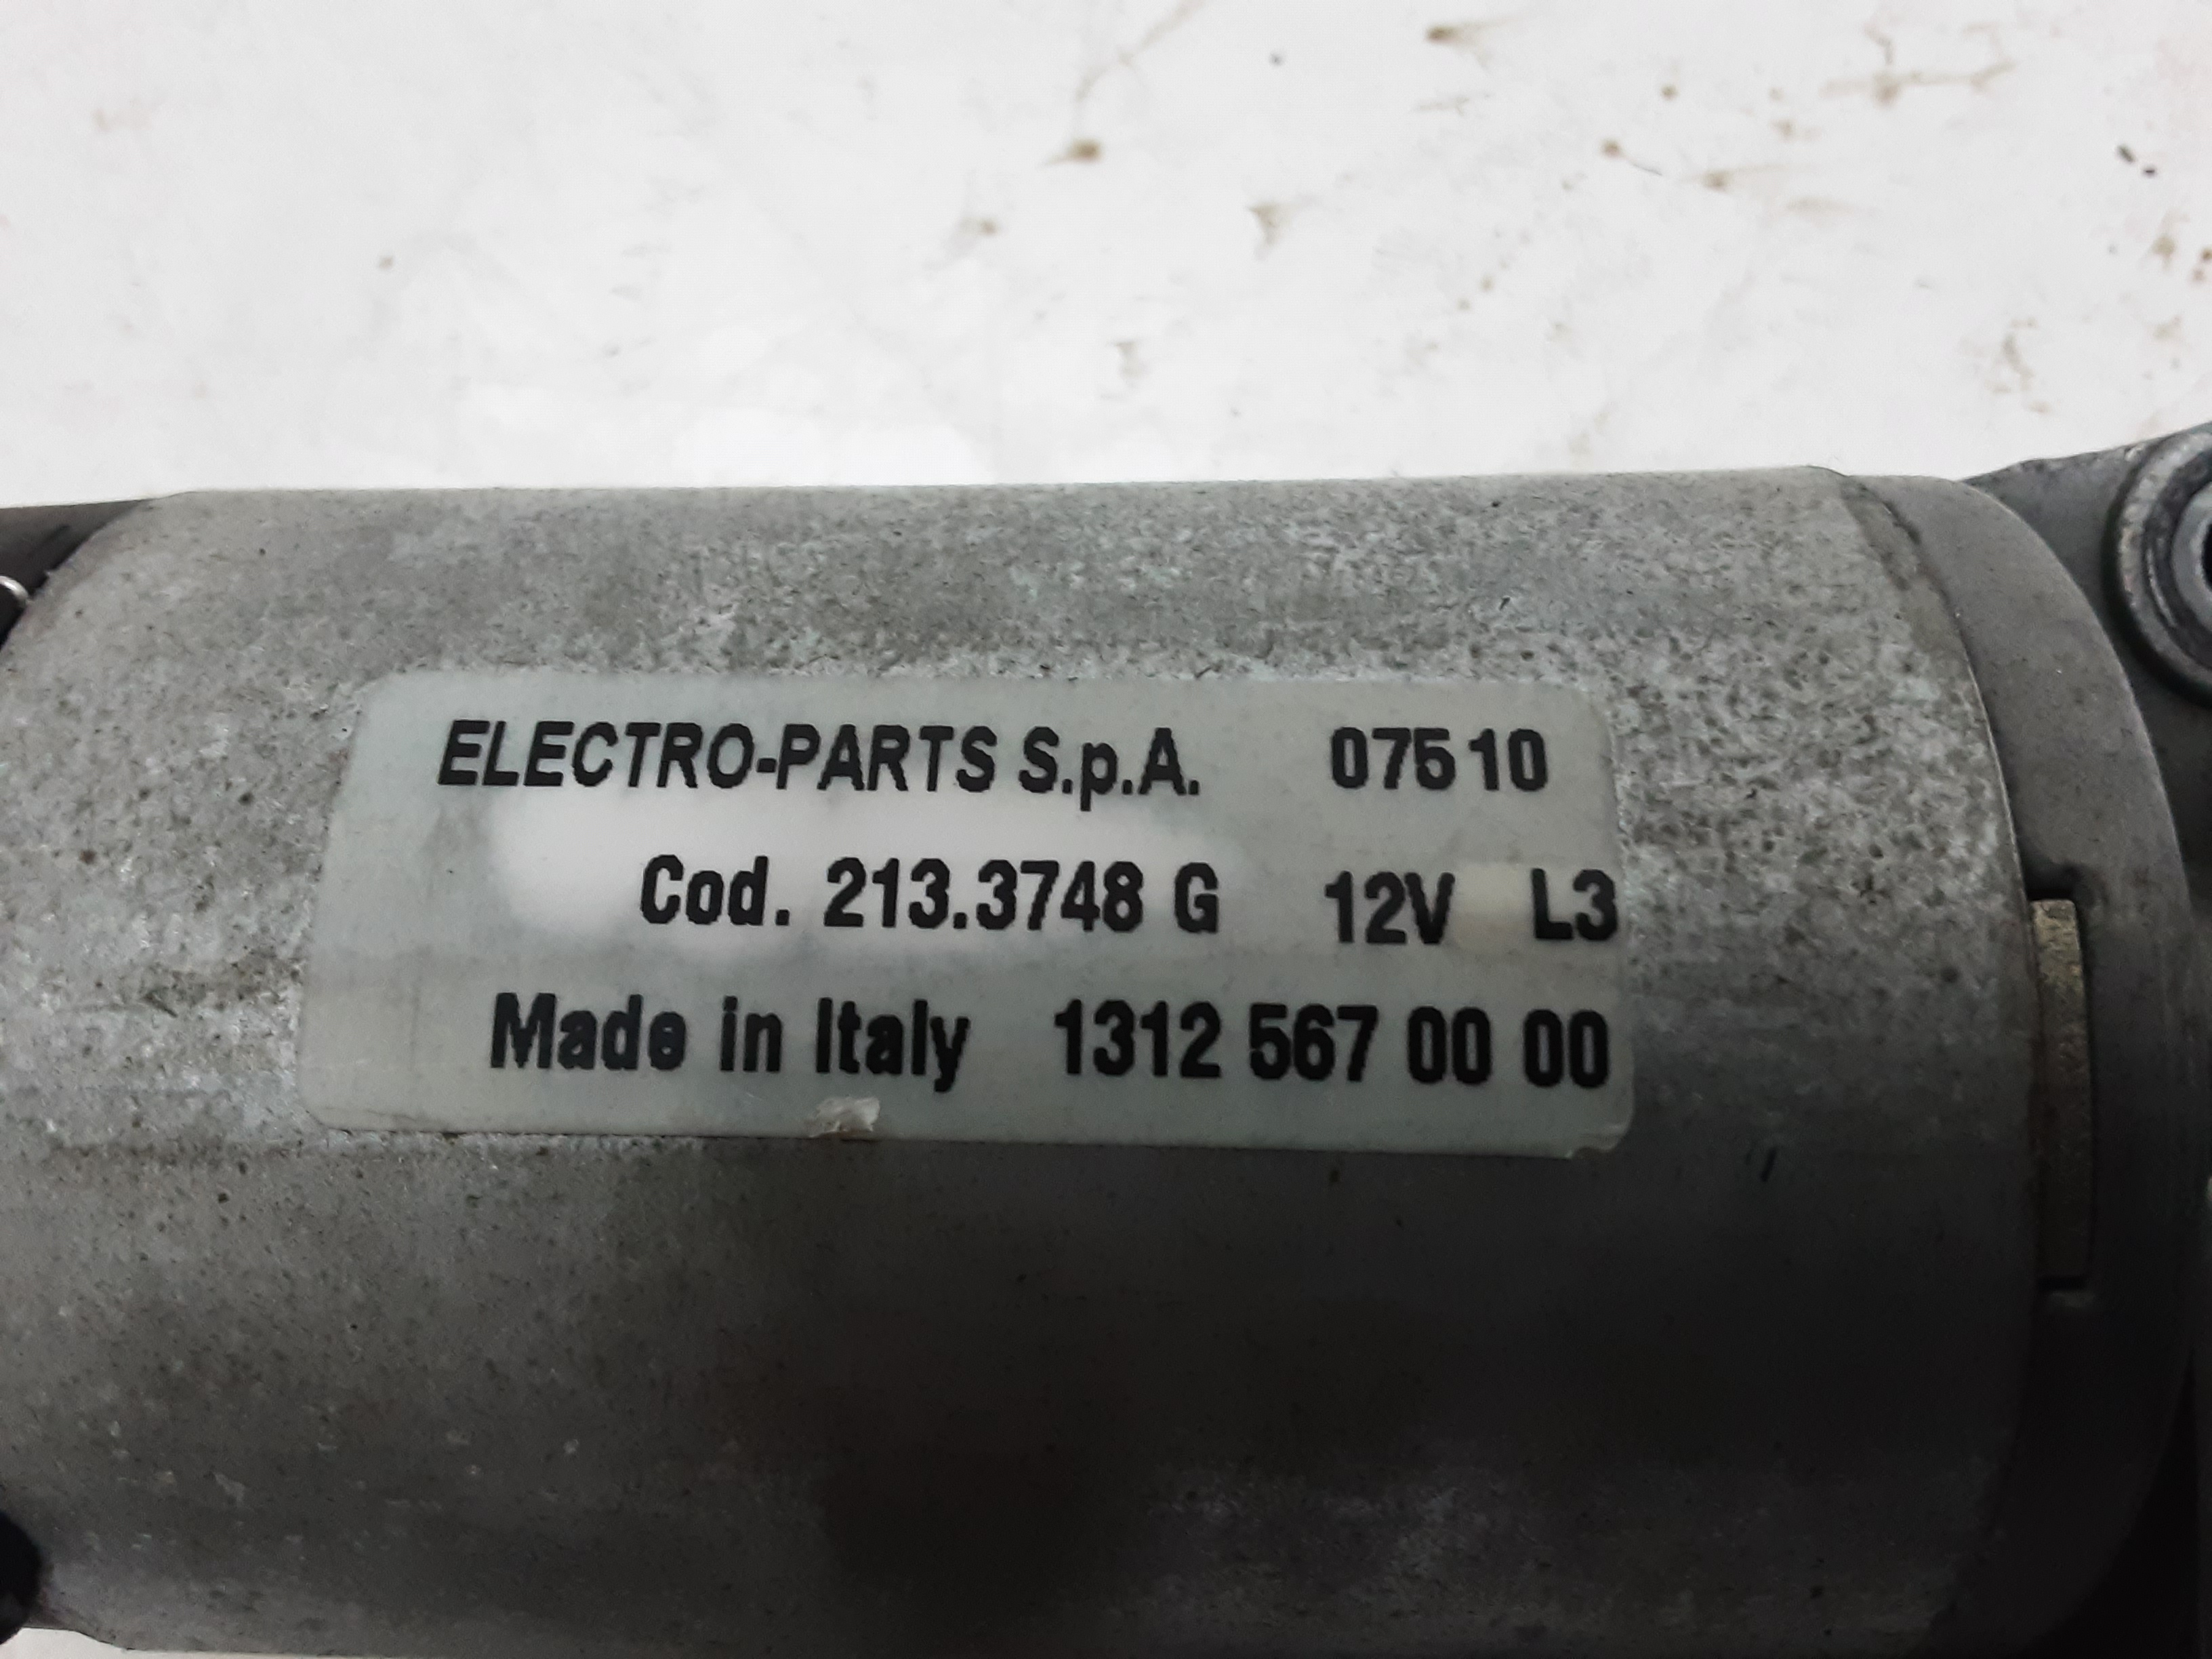 ELECTRO-PARTS S.p.A. 07510
Cod. 213.3748 G 12V L3
Made in Italy 1312 567 00 00